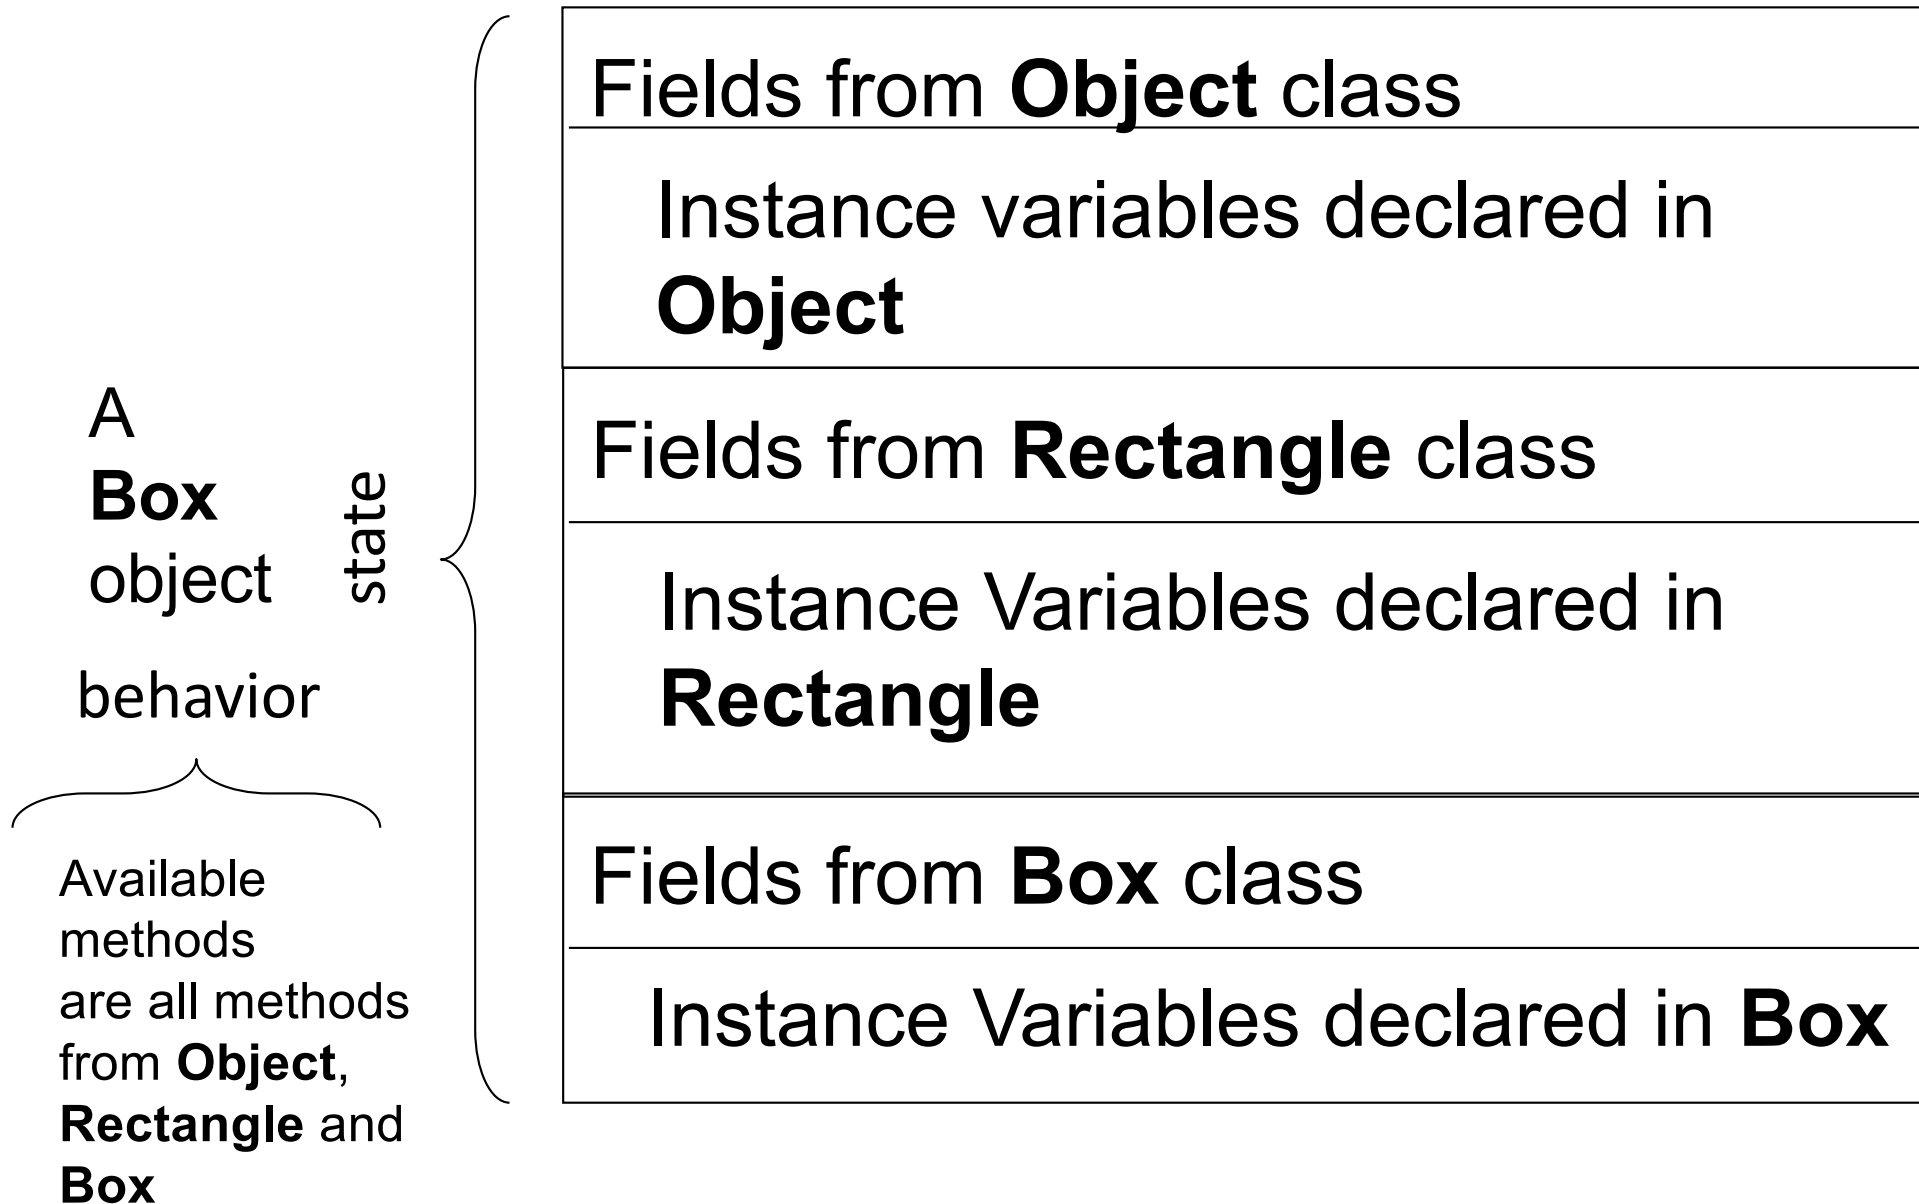 A
Box
object
state
behavior
Available
methods
are all methods
from Object,
Rectangle and
Box
Fields from Object class
Instance variables declared in
Object
Fields from Rectangle class
Instance Variables declared in
Rectangle
Fields from Box class
Instance Variables declared in Box